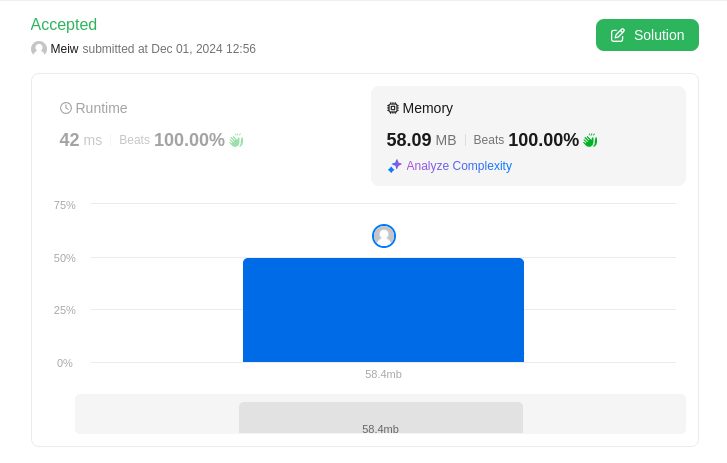 Accepted
Meiw submitted at Dec 01, 2024 12:56
Solution
Runtime
42 ms Beats 100.00%
Memory
58.09 MB Beats 100.00%
Analyze Complexity
75%
50%
25%
0%
58.4mb
58.4mb